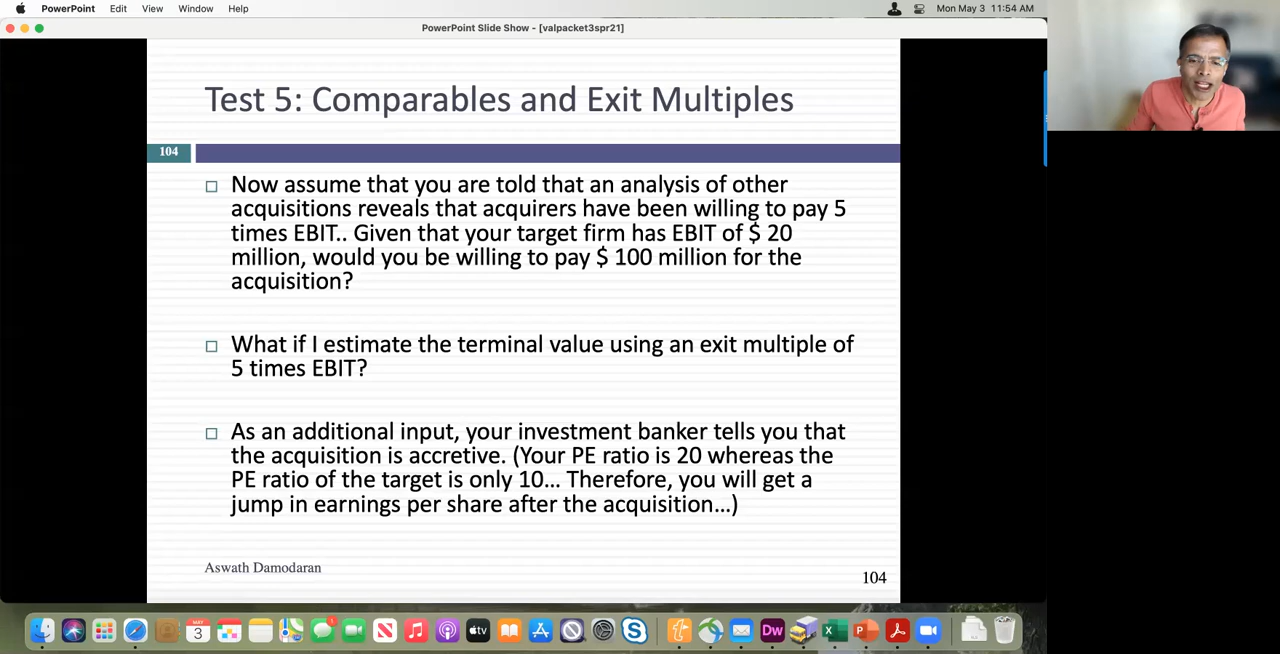 PowerPoint Edit View Window Help Mon May 3 11:54 AM
PowerPoint Slide Show - [valpacket3spr21]
Test 5: Comparables and Exit Multiples
104
Now assume that you are told that an analysis of other
acquisitions reveals that acquirers have been willing to pay 5
times EBIT.. Given that your target firm has EBIT of $ 20
million, would you be willing to pay $ 100 million for the
acquisition?
What if I estimate the terminal value using an exit multiple of
5 times EBIT?
As an additional input, your investment banker tells you that
the acquisition is accretive. (Your PE ratio is 20 whereas the
PE ratio of the target is only 10... Therefore, you will get a
jump in earnings per share after the acquisition...)
Aswath Damodaran
104
MAY
3
1
tv
Dw
X
P